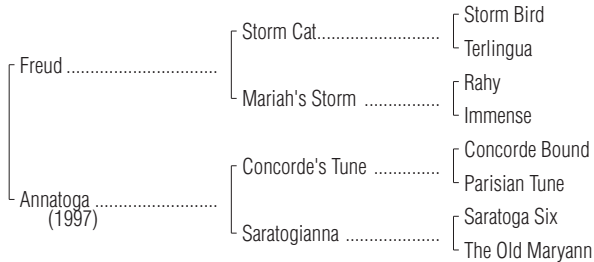 Storm Bird
Storm Cat..........................
Terlingua
Freud ................................
Rahy
Mariah's Storm ................
Immense
Concorde Bound
Concorde's Tune ..............
Parisian Tune
Annatoga ..........................
(1997)
Saratoga Six
Saratogianna ....................
The Old Maryann